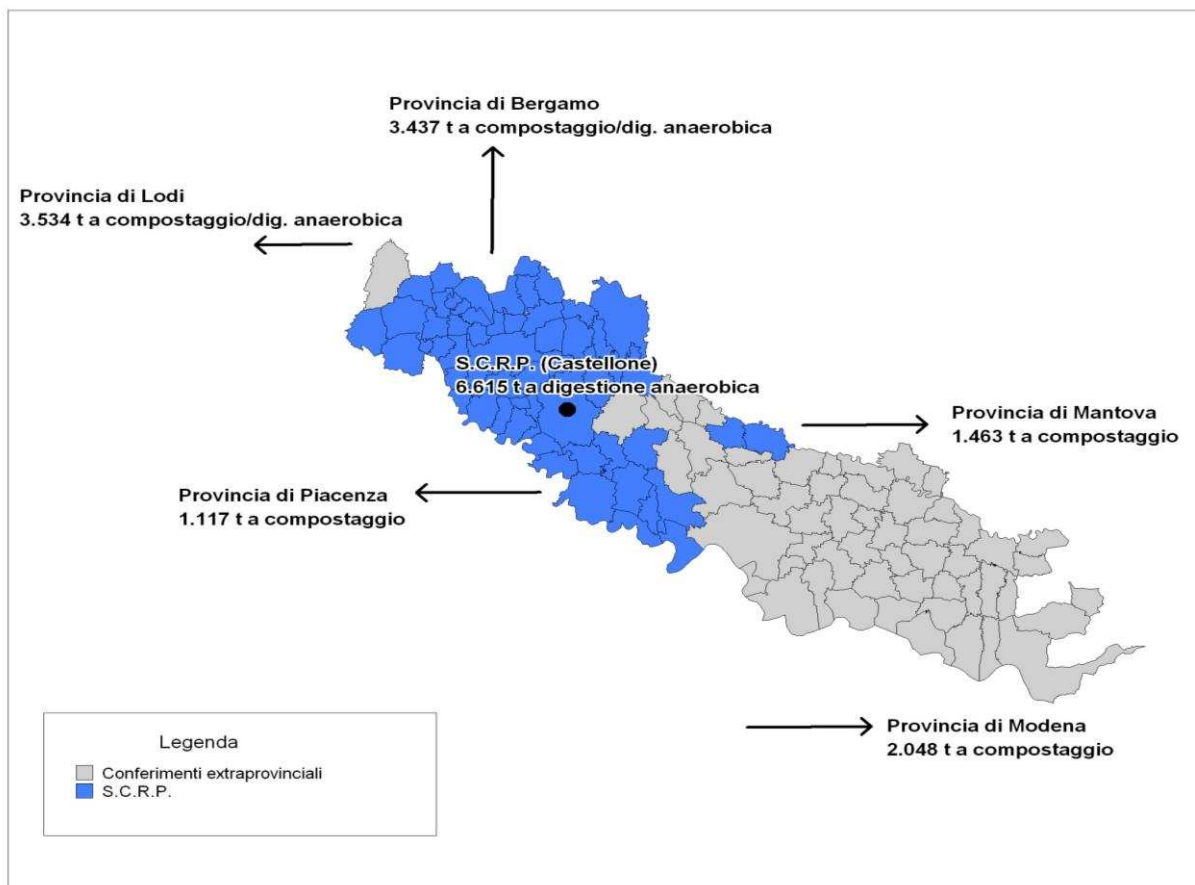 Provincia di Bergamo
3.437 t a compostaggio/dig. anaerobica
Provincia di Lodi
3.534 t a compostaggio/dig. anaerobica
S.C.R.P. (Castellone)
6.615 t a digestione anaerobica
Provincia di Mantova
1.463 t a compostaggio
Provincia di Piacenza
1.117 t a compostaggio
Provincia di Modena
2.048 t a compostaggio
Legenda
Conferimenti extraprovinciali
S.C.R.P.